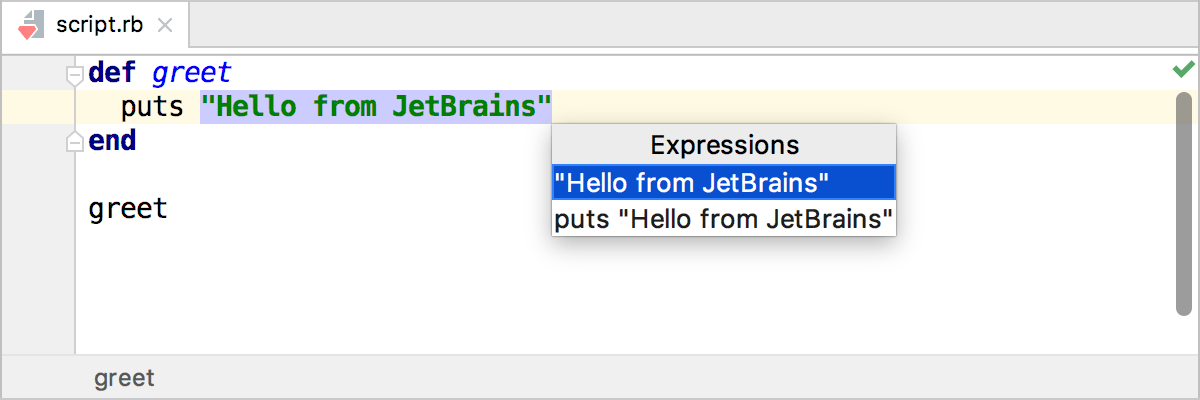 script.rb
def greet
  puts "Hello from JetBrains"
end
greet
Expressions
"Hello from JetBrains"
puts "Hello from JetBrains"
greet